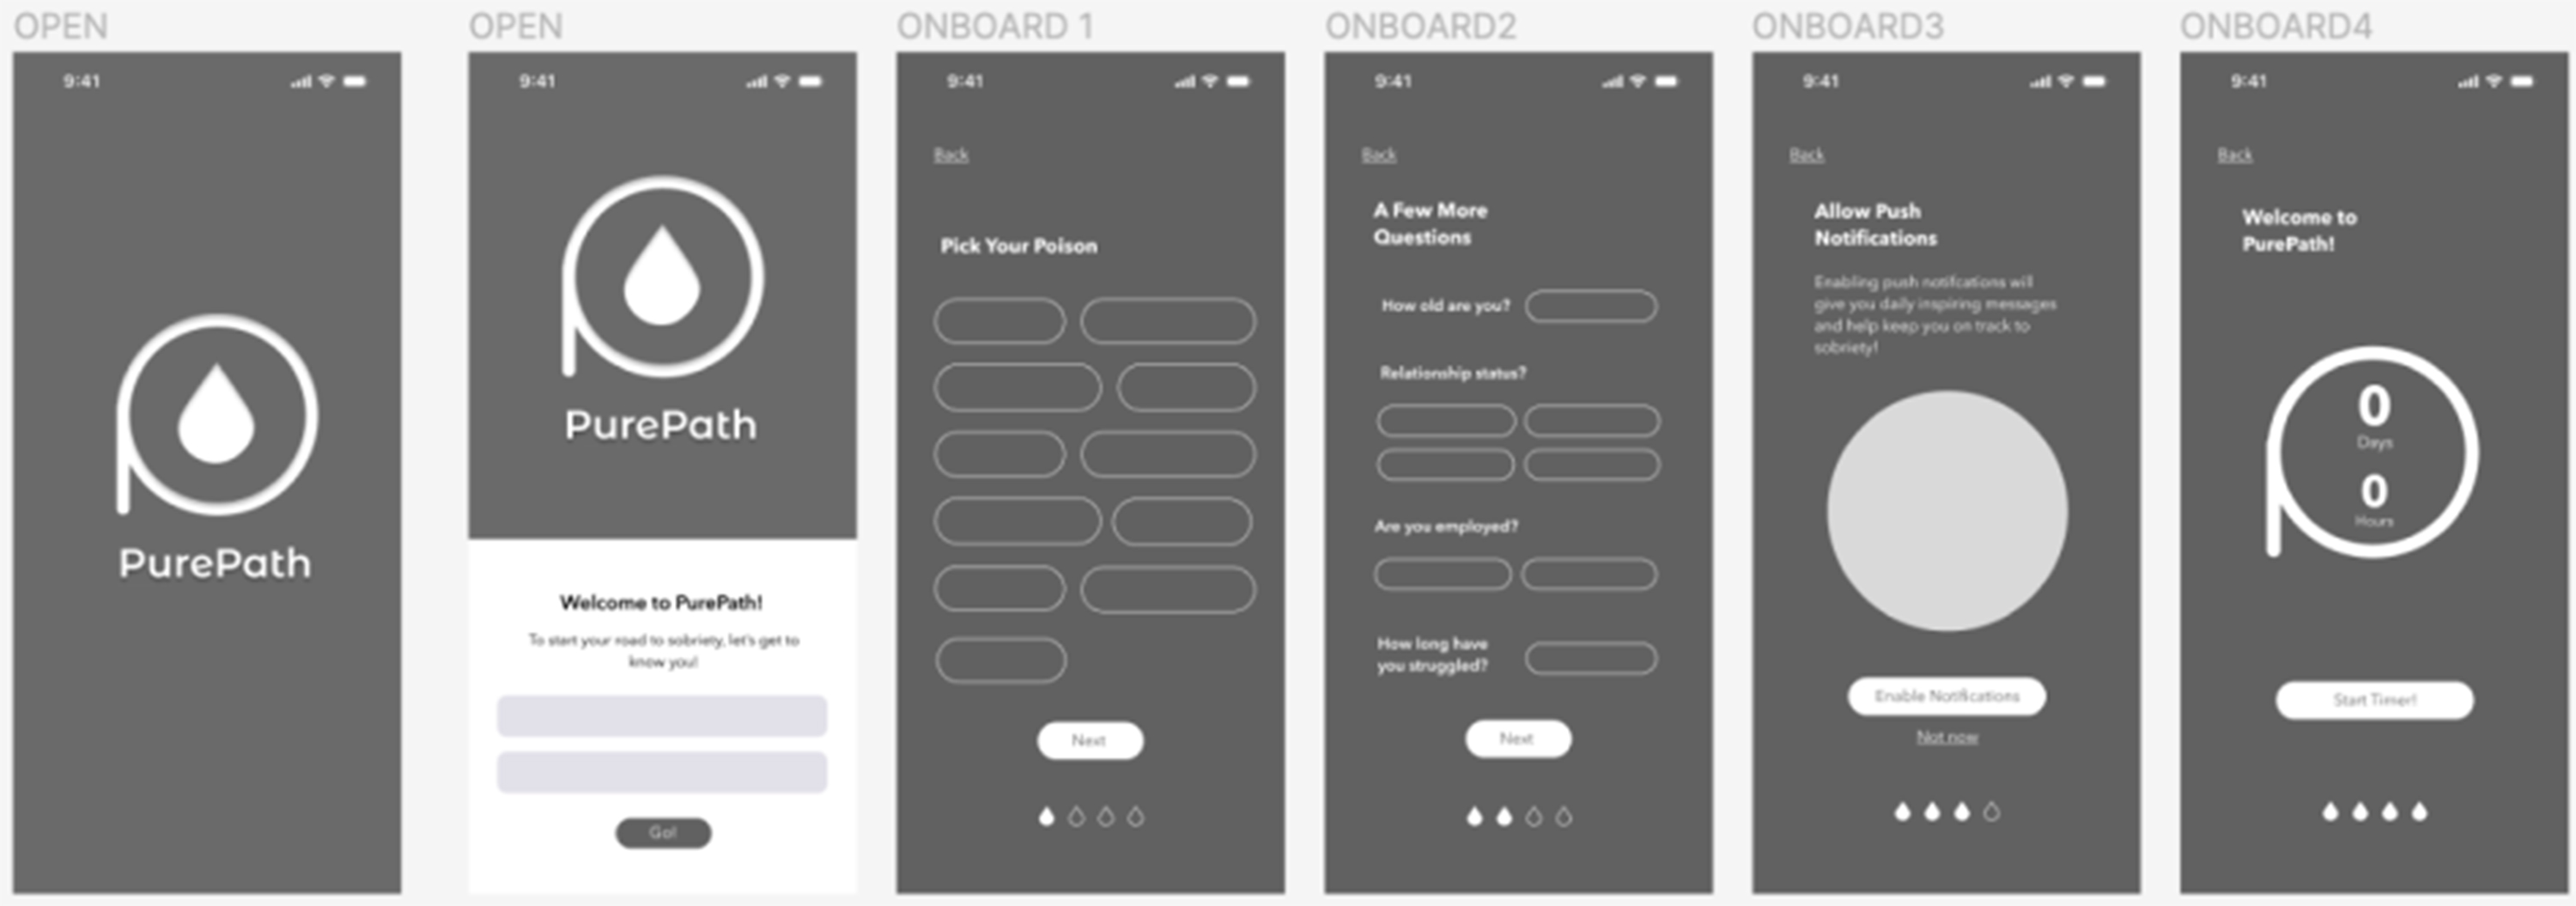 OPEN
9:41
PurePath
OPEN
9:41
PurePath
Welcome to PurePath!
To start your road to sobriety, let's get to
know you!
Go!
ONBOARD 1
9:41
Back
Pick Your Poison
Next
ONBOARD2
9:41
Back
A Few More
Questions
How old are you?
Relationship status?
Are you employed?
How long have
you struggled?
Next
ONBOARD3
9:41
Back
Allow Push
Notifications
Enabling push notifcations will
give you daily inspiring messages
and help keep you on track to
sobriety!
Enable Notifications
Not now
ONBOARD4
9:41
Back
Welcome to
PurePath!
0
Days
0
Hours
Start Timer!